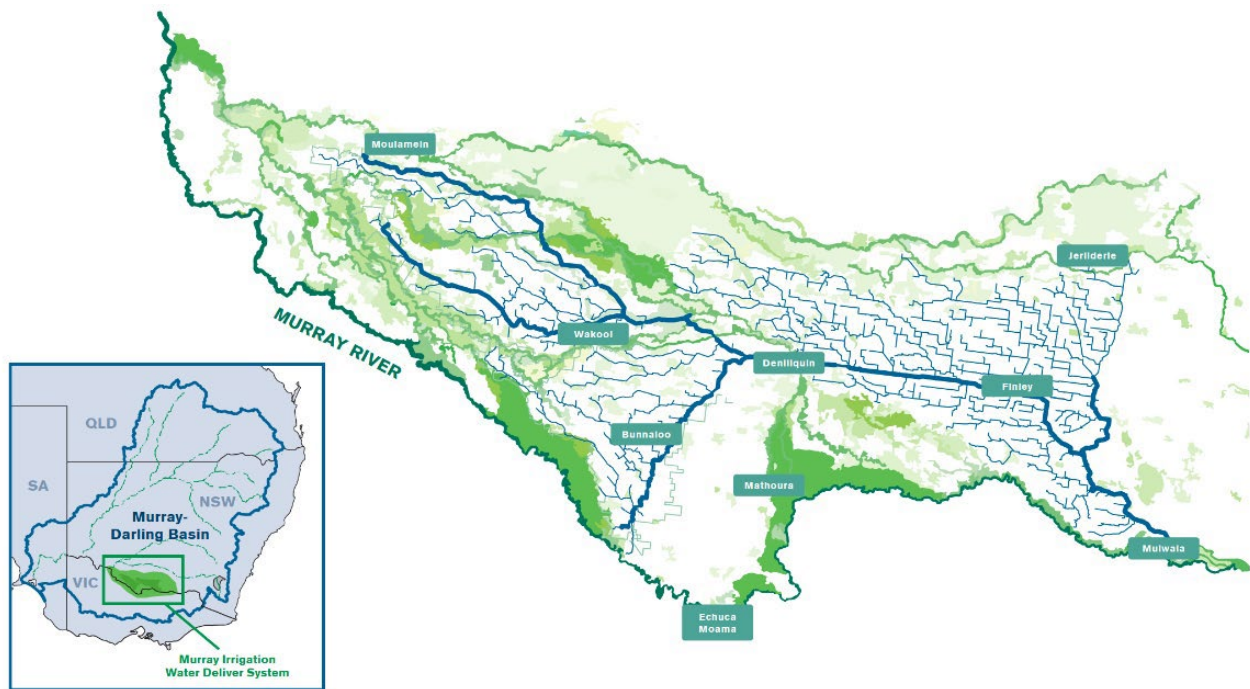 Moulamein
Jerilderie
MURRAY RIVER
Wakool
Deniliquin
Finley
Bunnaloo
Mathoura
Mulwala
Echuca
Moama
QLD
SA
NSW
Murray-
Darling Basin
VIC
Murray Irrigation
Water Deliver System